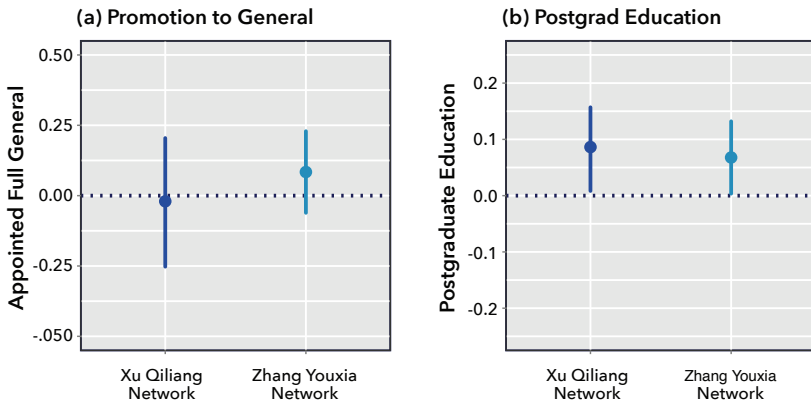 (a) Promotion to General
Appointed Full General
0.50
0.25
0.00
-0.25
-.050
Xu Qiliang
Network
Zhang Youxia
Network
(b) Postgrad Education
Postgraduate Education
0.2
0.1
0.0
-0.1
-0.2
Xu Qiliang
Network
Zhang Youxia
Network